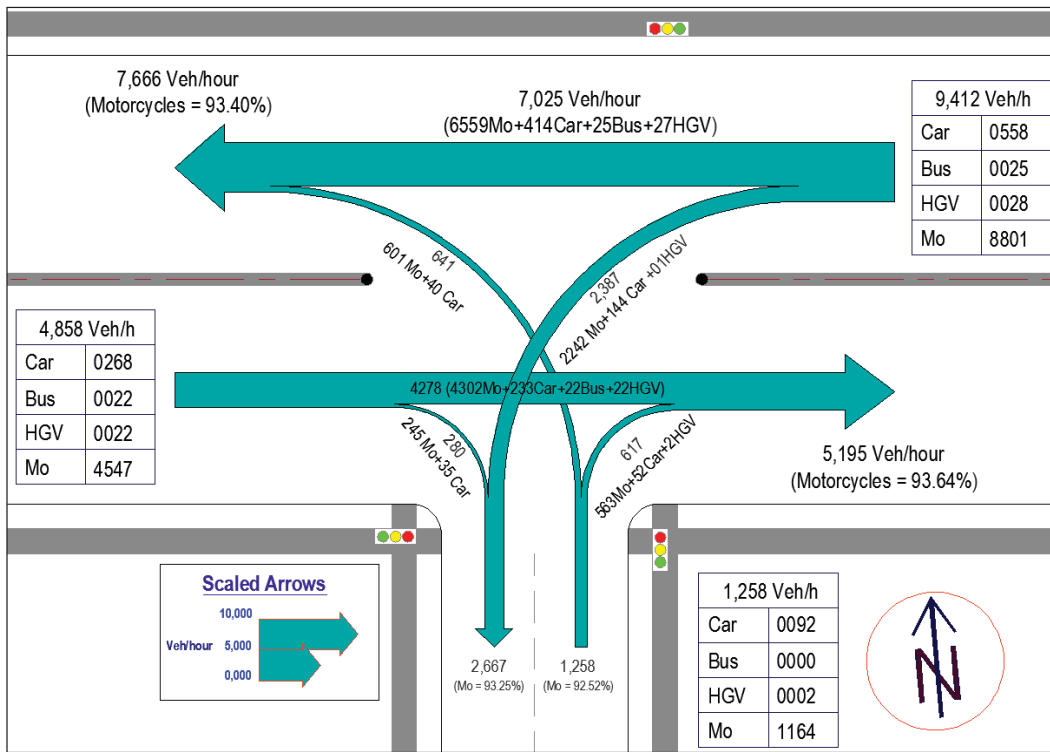 7,666 Veh/hour
(Motorcycles = 93.40%)
7,025 Veh/hour
(6559Mo+414Car+25Bus+27HGV)
9,412 Veh/h
Car 0558
Bus 0025
HGV 0028
Mo 8801
641
601 Mo+40 Car
2,387
2242 Mo+144 Car +01HGV
4,858 Veh/h
Car 0268
Bus 0022
HGV 0022
Mo 4547
4278 (4302Mo+233Car+22Bus+22HGV)
280
245 Mo+35 Car
617
563Mo+52Car+2HGV
5,195 Veh/hour
(Motorcycles = 93.64%)
Scaled Arrows
10,000
Veh/hour 5,000
0,000
2,667
(Mo = 93.25%)
1,258
(Mo = 92.52%)
1,258 Veh/h
Car 0092
Bus 0000
HGV 0002
Mo 1164
N